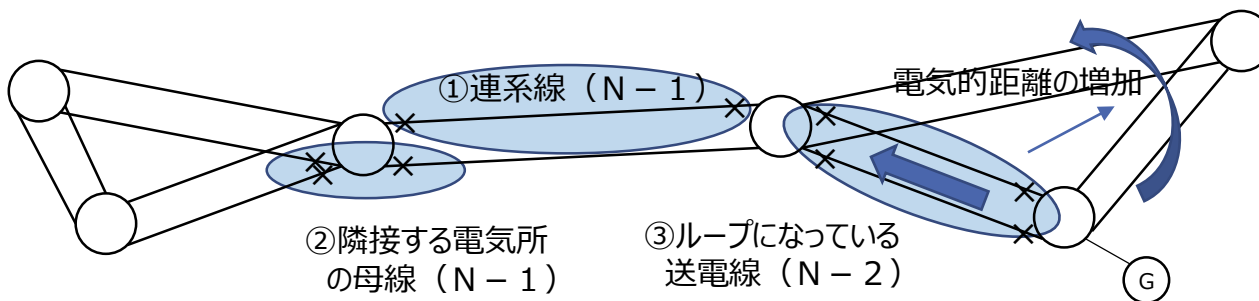 ①連系線（Ｎ－１）
電気的距離の増加
②隣接する電気所
の母線（Ｎ－１）
③ループになっている
送電線（Ｎ－２）
G